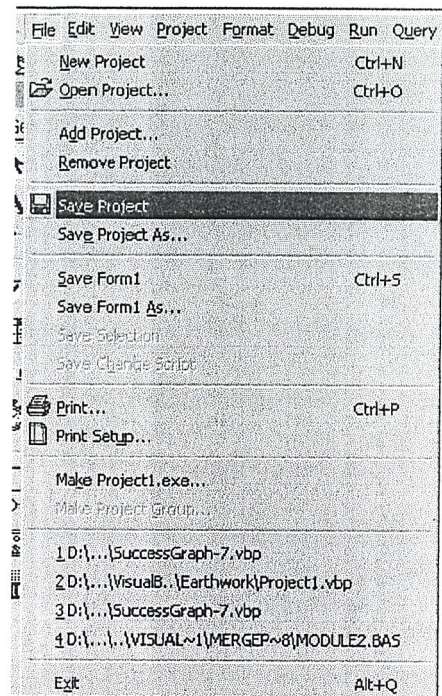 File Edit View Project Format Debug Run Query
New Project Ctrl+N
Open Project... Ctrl+O
Add Project...
Remove Project
Save Project
Save Project As...
Save Form1 Ctrl+S
Save Form1 As...
Save Selection
Save Change Script
Print... Ctrl+P
Print Setup...
Make Project1.exe...
Make Project Group...
1 D:\...\SuccessGraph-7.vbp
2 D:\...\VisualB..\Earthwork\Project1.vbp
3 D:\...\SuccessGraph-7.vbp
4 D:\...\..\VISUAL~1\MERGEP~8\MODULE2.BAS
Exit Alt+Q